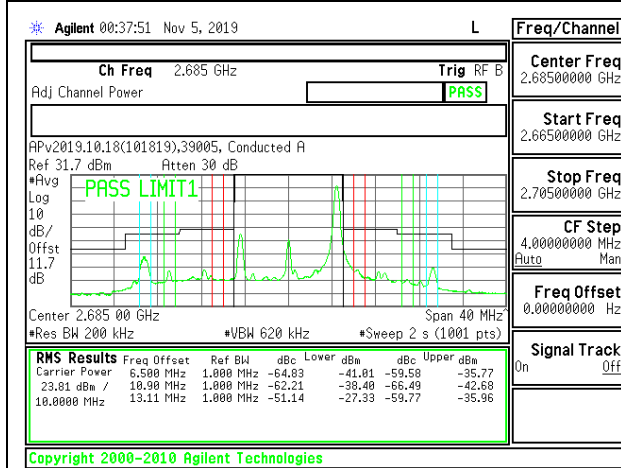 Agilent 00:37:51 Nov 5, 2019 L
Freq/Channel
Ch Freq 2.685 GHz Trig RF B
Adj Channel Power PASS
Center Freq
2.68500000 GHz
Start Freq
2.66500000 GHz
Stop Freq
2.70500000 GHz
CF Step
4.00000000 MHz
Auto Man
Freq Offset
0.00000000 Hz
Signal Track
On Off
APv2019.10.18(101819),39005, Conducted A
Ref 31.7 dBm Atten 30 dB
#Avg
Log
10
dB/
Offst
11.7
dB
PASS LIMIT1
Center 2.685 00 GHz Span 40 MHz
#Res BW 200 kHz #VBW 620 kHz #Sweep 2 s (1001 pts)
RMS Results Freq Offset Ref BW dBc Lower dBm dBc Upper dBm
Carrier Power 6.500 MHz 1.000 MHz -64.83 -41.01 -59.58 -35.77
23.81 dBm / 10.90 MHz 1.000 MHz -62.21 -38.40 -66.49 -42.68
10.0000 MHz 13.11 MHz 1.000 MHz -51.14 -27.33 -59.77 -35.96
Copyright 2000-2010 Agilent Technologies